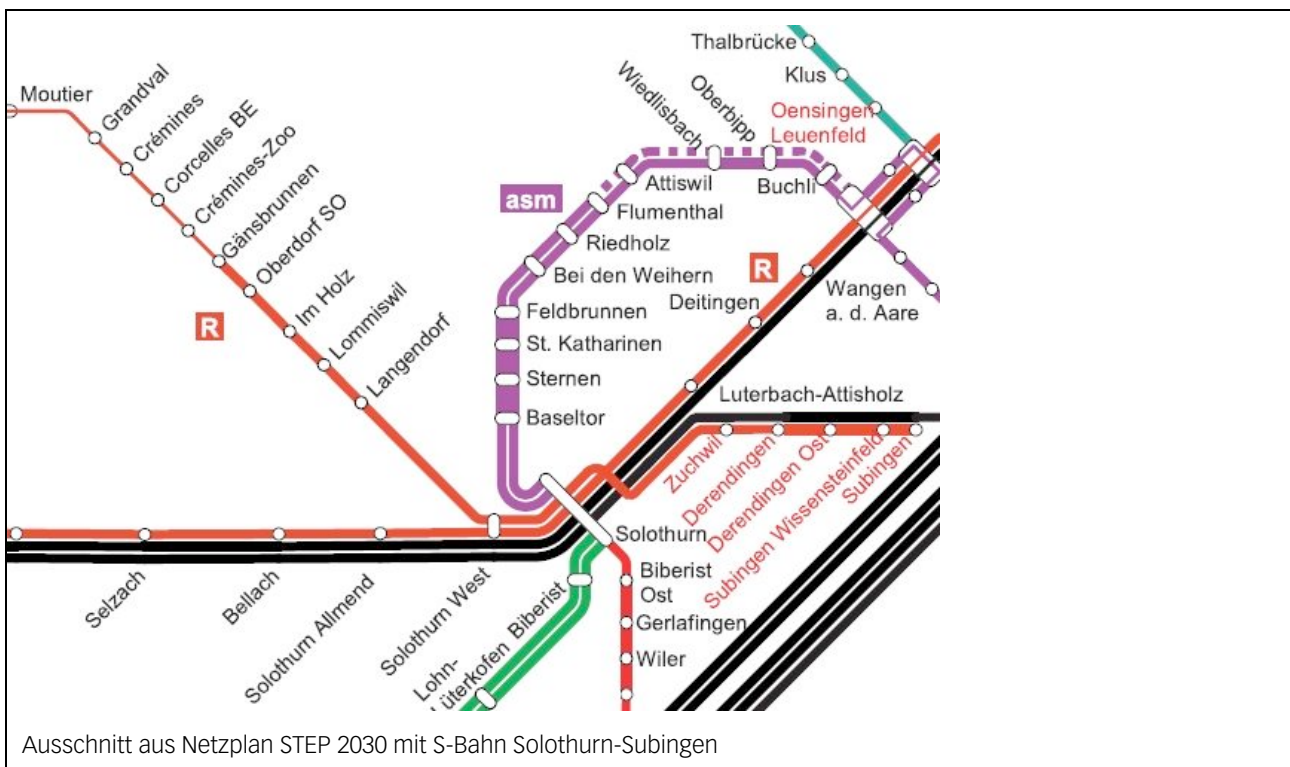 Thalbrücke
Klus
Moutier
Grandval
Crémines
Corcelles BE
Crémines-Zoo
Gänsbrunnen
Oberdorf SO
Im Holz
Lommiswil
Langendorf
R
Wiedlisbach
Oberbipp
Oensingen
Leuenfeld
Attiswil
Buchli
asm
Flumenthal
Riedholz
Bei den Weihern
Feldbrunnen
St. Katharinen
Sternen
Baseltor
R
Deitingen
Wangen
a. d. Aare
Luterbach-Attisholz
Zuchwil
Derendingen
Derendingen Ost
Subingen Wissensteinfeld
Subingen
Solothurn
Selzach
Bellach
Solothurn Allmend
Solothurn West
Biberist
Lohn-
Lüterkofen
Biberist
Ost
Gerlafingen
Wiler
Ausschnitt aus Netzplan STEP 2030 mit S-Bahn Solothurn-Subingen